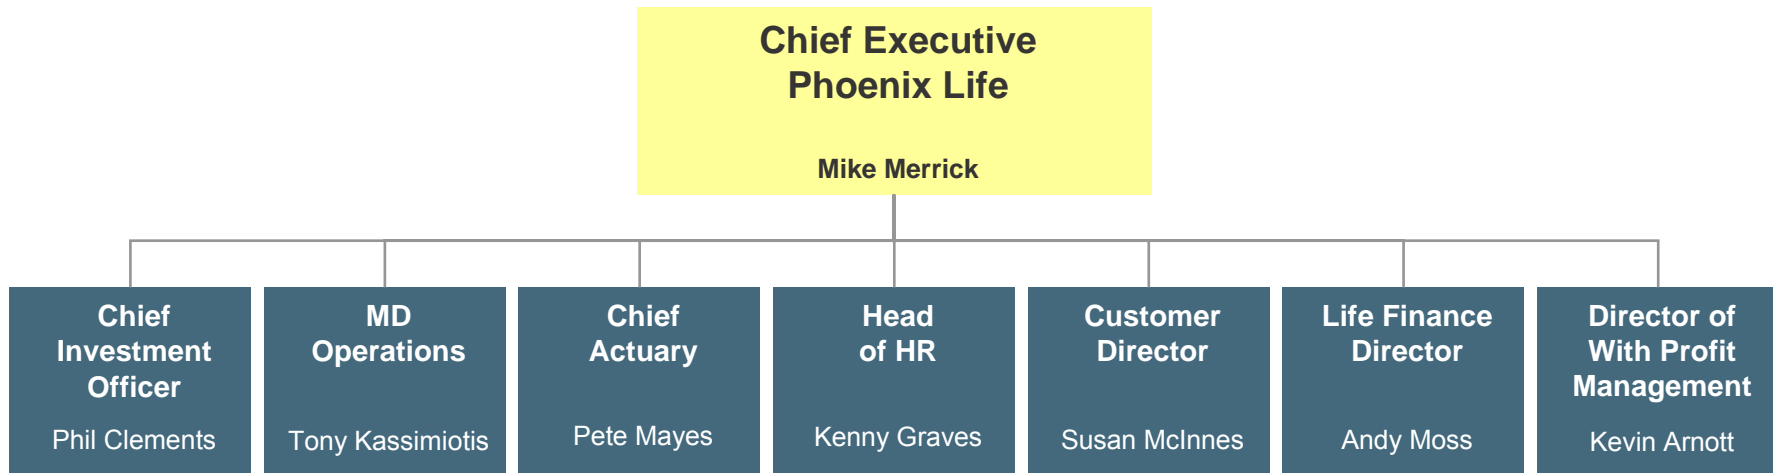 Chief Executive
Phoenix Life
Mike Merrick
Chief
Investment
Officer
Phil Clements
MD
Operations
Tony Kassimiotis
Chief
Actuary
Pete Mayes
Head
of HR
Kenny Graves
Customer
Director
Susan McInnes
Life Finance
Director
Andy Moss
Director of
With Profit
Management
Kevin Arnott